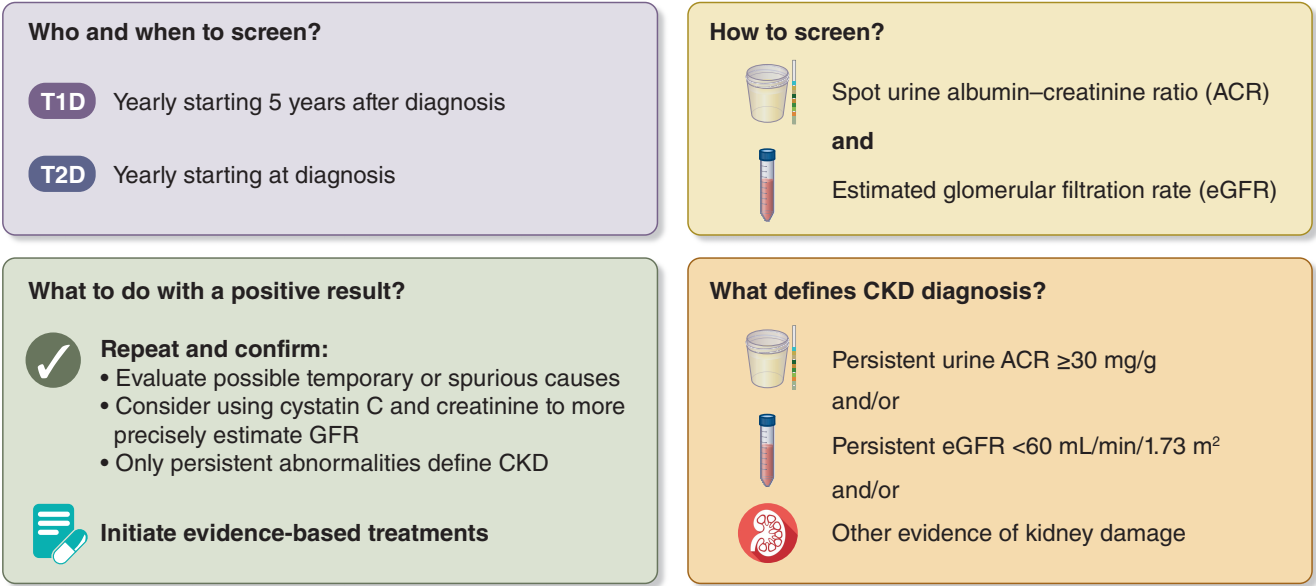 Who and when to screen?
T1D Yearly starting 5 years after diagnosis
T2D Yearly starting at diagnosis
How to screen?
Spot urine albumin–creatinine ratio (ACR)
and
Estimated glomerular filtration rate (eGFR)
What to do with a positive result?
Repeat and confirm:
• Evaluate possible temporary or spurious causes
• Consider using cystatin C and creatinine to more
precisely estimate GFR
• Only persistent abnormalities define CKD
Initiate evidence-based treatments
What defines CKD diagnosis?
Persistent urine ACR ≥30 mg/g
and/or
Persistent eGFR <60 mL/min/1.73 m²
and/or
Other evidence of kidney damage